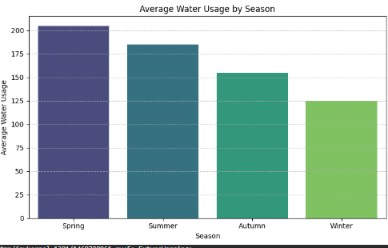 Average Water Usage by Season
200
175
150
125
100
75
50
25
0
Average Water Usage
Spring Summer Autumn Winter
Season